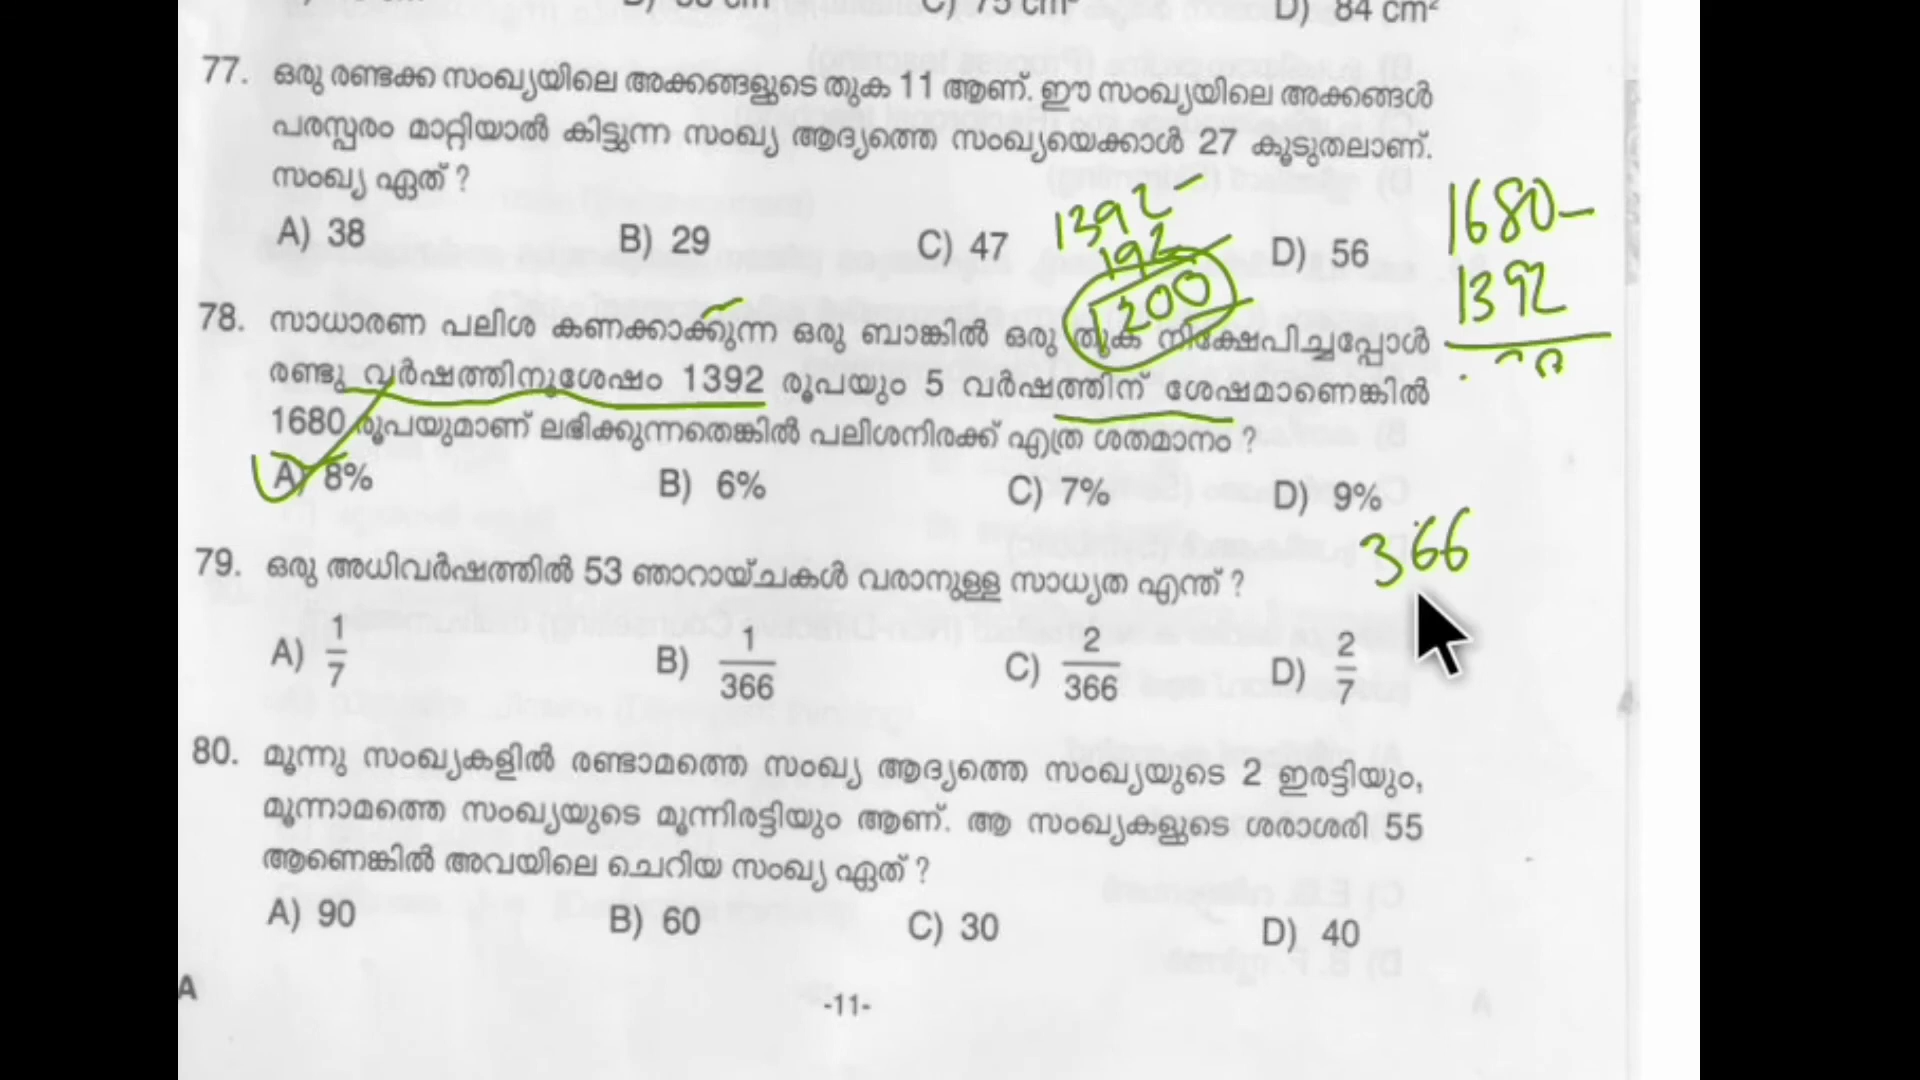 C) 75 cm²
D) 84 cm²
77. ഒരു രണ്ടക്ക സംഖ്യയിലെ അക്കങ്ങളുടെ തുക 11 ആണ്. ഈ സംഖ്യയിലെ അക്കങ്ങൾ
പരസ്പരം മാറ്റിയാൽ കിട്ടുന്ന സംഖ്യ ആദ്യത്തെ സംഖ്യയെക്കാൾ 27 കൂടുതലാണ്.
സംഖ്യ ഏത് ?
A) 38 B) 29 C) 47 D) 56
1392 -
192
1200
1680 -
1392
78. സാധാരണ പലിശ കണക്കാക്കുന്ന ഒരു ബാങ്കിൽ ഒരു തുക നിക്ഷേപിച്ചപ്പോൾ
രണ്ടു വർഷത്തിനുശേഷം 1392 രൂപയും 5 വർഷത്തിന് ശേഷമാണെങ്കിൽ
1680 രൂപയുമാണ് ലഭിക്കുന്നതെങ്കിൽ പലിശനിരക്ക് എത്ര ശതമാനം ?
A) 8% B) 6% C) 7% D) 9%
366
79. ഒരു അധിവർഷത്തിൽ 53 ഞാറായ്ചകൾ വരാനുള്ള സാധ്യത എന്ത് ?
A) 1/7 B) 1/366 C) 2/366 D) 2/7
80. മൂന്നു സംഖ്യകളിൽ രണ്ടാമത്തെ സംഖ്യ ആദ്യത്തെ സംഖ്യയുടെ 2 ഇരട്ടിയും,
മൂന്നാമത്തെ സംഖ്യയുടെ മൂന്നിരട്ടിയും ആണ്. ആ സംഖ്യകളുടെ ശരാശരി 55
ആണെങ്കിൽ അവയിലെ ചെറിയ സംഖ്യ ഏത് ?
A) 90 B) 60 C) 30 D) 40
A
-11-